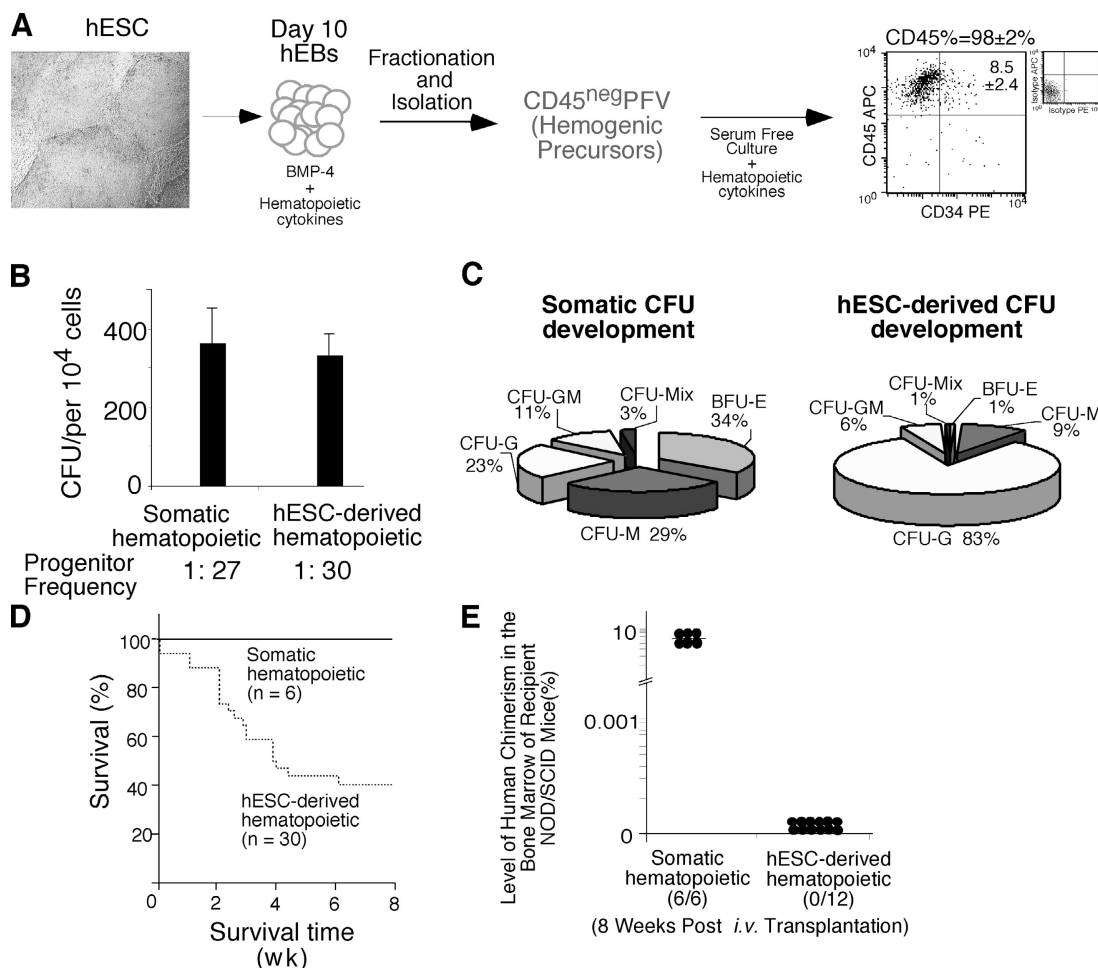 A
hESC
Day 10
hEBs
BMP-4
+
Hematopoietic
cytokines
Fractionation
and
Isolation
CD45negPFV
(Hemogenic
Precursors)
Serum Free
Culture
+
Hematopoietic
cytokines
CD45%=98±2%
10⁴
8.5
±2.4
CD45 APC
10⁰
10⁴
CD34 PE
Isotype APC
10⁰
Isotype PE
B
CFU/per 10⁴ cells
400
200
0
Somatic
hematopoietic
hESC-derived
hematopoietic
Progenitor
Frequency
1: 27
1: 30
C
Somatic CFU
development
CFU-GM
11%
CFU-Mix
3%
BFU-E
34%
CFU-G
23%
CFU-M 29%
hESC-derived CFU
development
CFU-Mix
1%
BFU-E
1%
CFU-GM
6%
CFU-M
9%
CFU-G 83%
D
Survival (%)
100
80
60
40
20
0
2
4
6
8
Somatic
hematopoietic
(n = 6)
hESC-derived
hematopoietic
(n = 30)
Survival time
(wk)
E
Level of Human Chimerism in the
Bone Marrow of Recipient
NOD/SCID Mice(%)
10
0.001
0
Somatic
hematopoietic
(6/6)
hESC-derived
hematopoietic
(0/12)
(8 Weeks Post i.v. Transplantation)